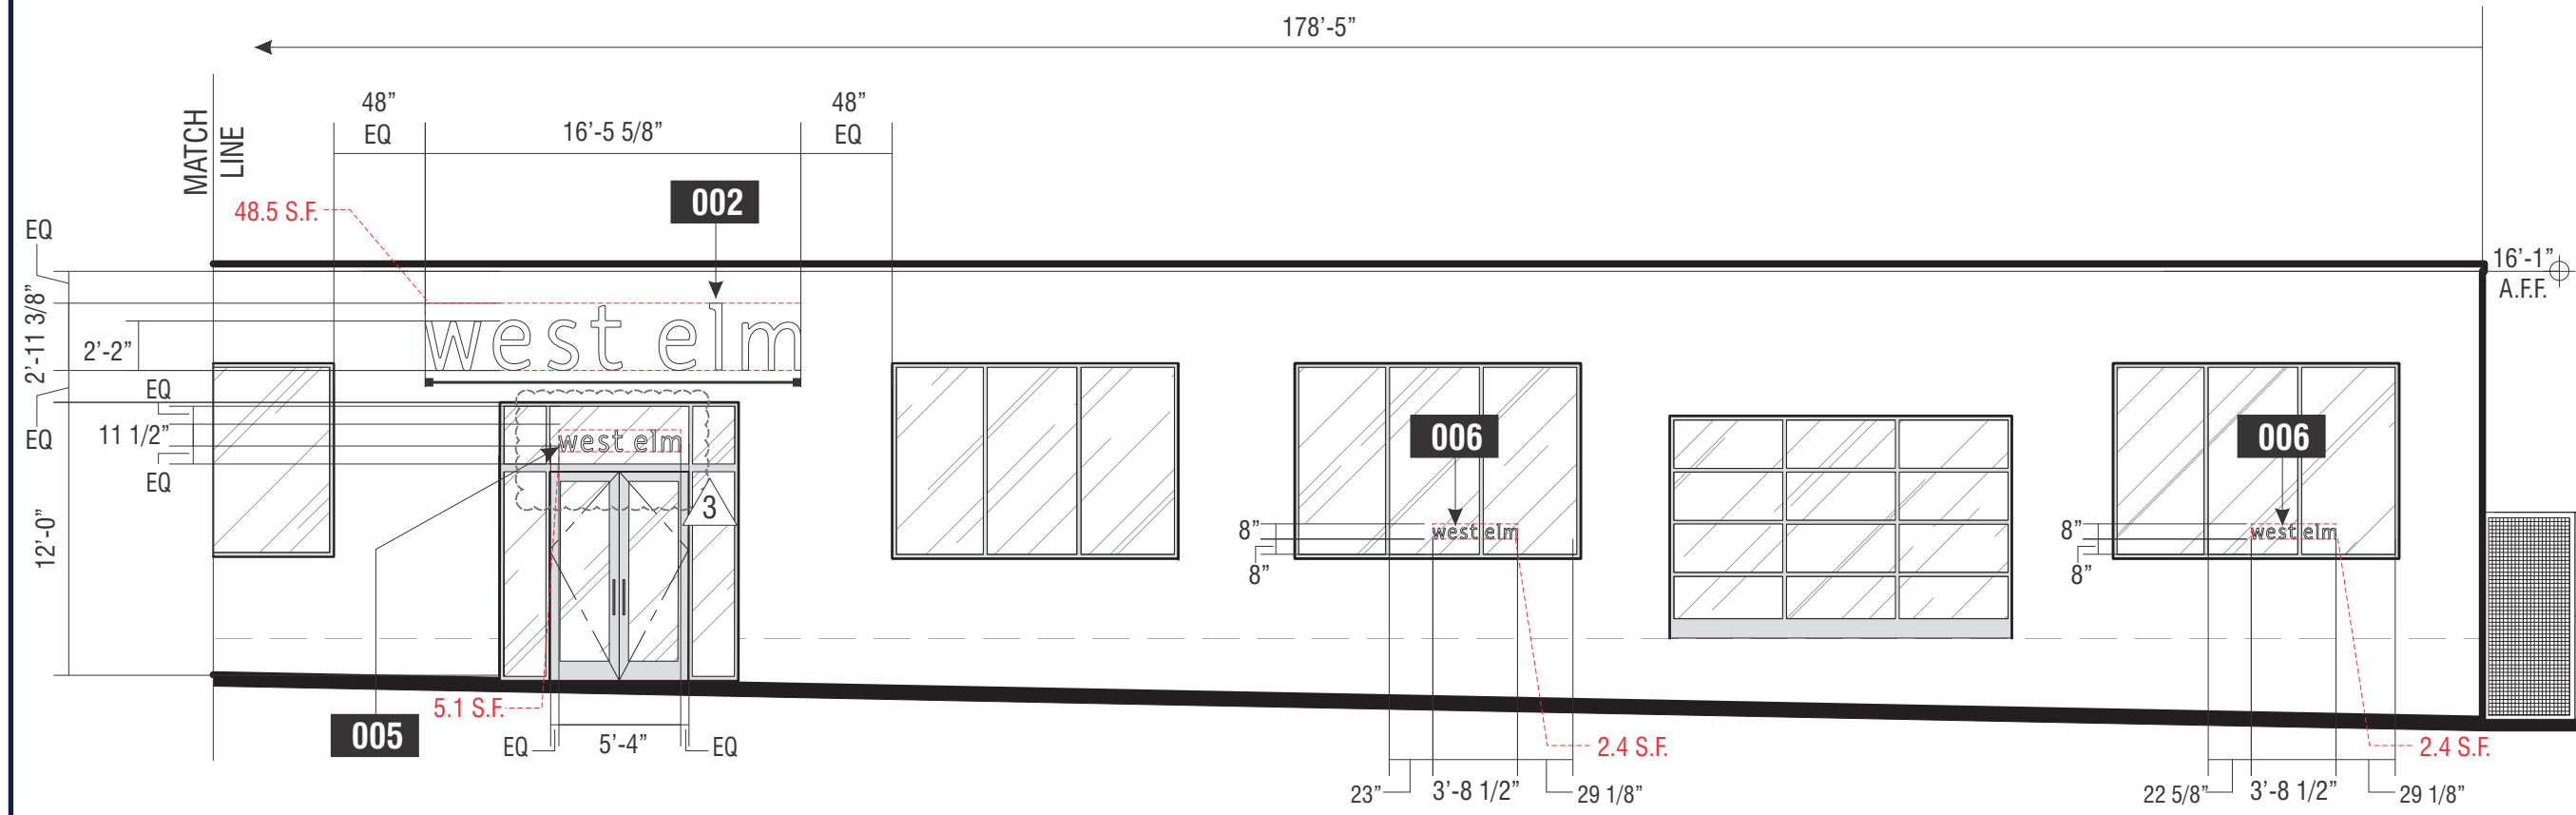 178’-5”
MATCH
LINE
48”
EQ
16’-5 5/8”
48”
EQ
48.5 S.F.
002
EQ
2’-11 3/8”
2’-2”
EQ
west elm
16’-1”
A.F.F.
EQ
11 1/2”
EQ
12’-0”
west elm
3
005
5.1 S.F.
EQ
5’-4”
EQ
006
8”
8”
west elm
2.4 S.F.
23”
3’-8 1/2”
29 1/8”
006
8”
8”
west elm
2.4 S.F.
22 5/8”
3’-8 1/2”
29 1/8”